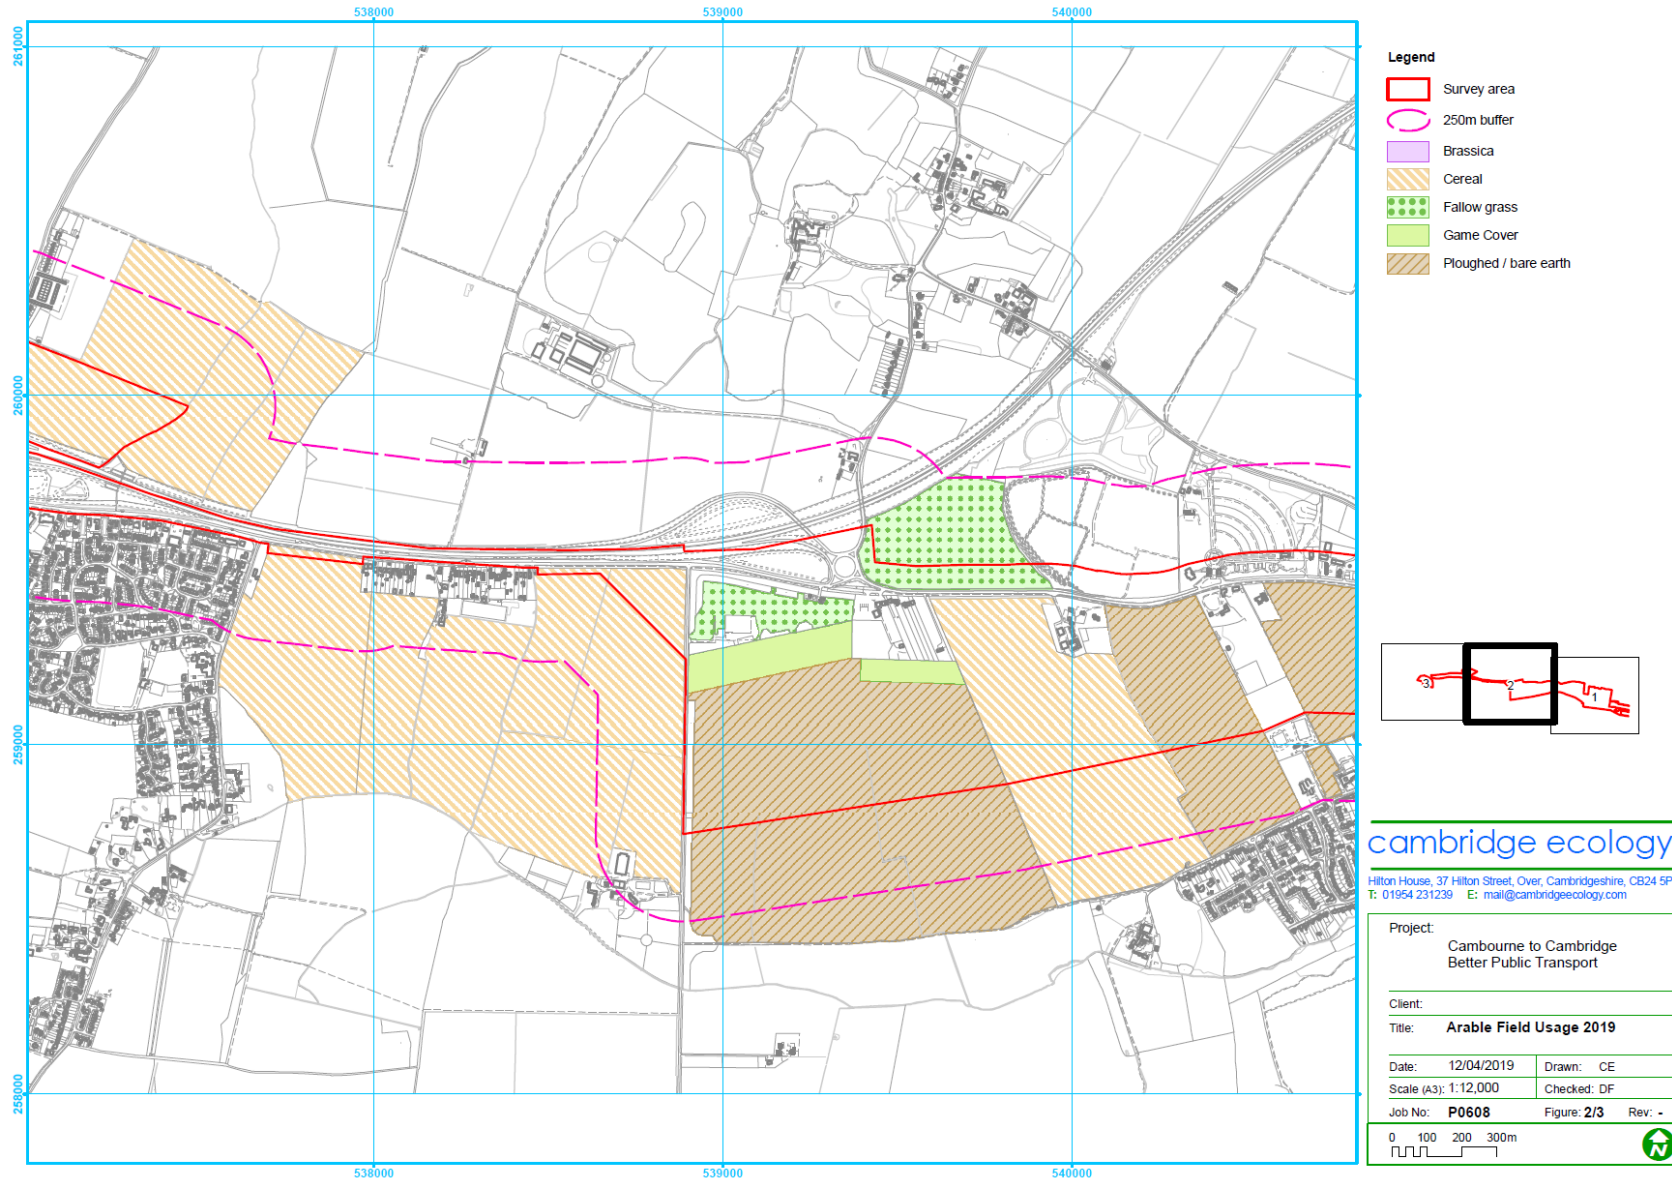 538000 539000 540000
261000
260000
259000
258000
538000 539000 540000
Legend
Survey area
250m buffer
Brassica
Cereal
Fallow grass
Game Cover
Ploughed / bare earth
3 2 1
cambridge ecology
Hilton House, 37 Hilton Street, Over, Cambridgeshire, CB24 5P
T: 01954 231239 E: mail@cambridgeecology.com
Project:
Cambourne to Cambridge
Better Public Transport
Client:
Title: Arable Field Usage 2019
Date: 12/04/2019 Drawn: CE
Scale (A3): 1:12,000 Checked: DF
Job No: P0608 Figure: 2/3 Rev: -
0 100 200 300m
N